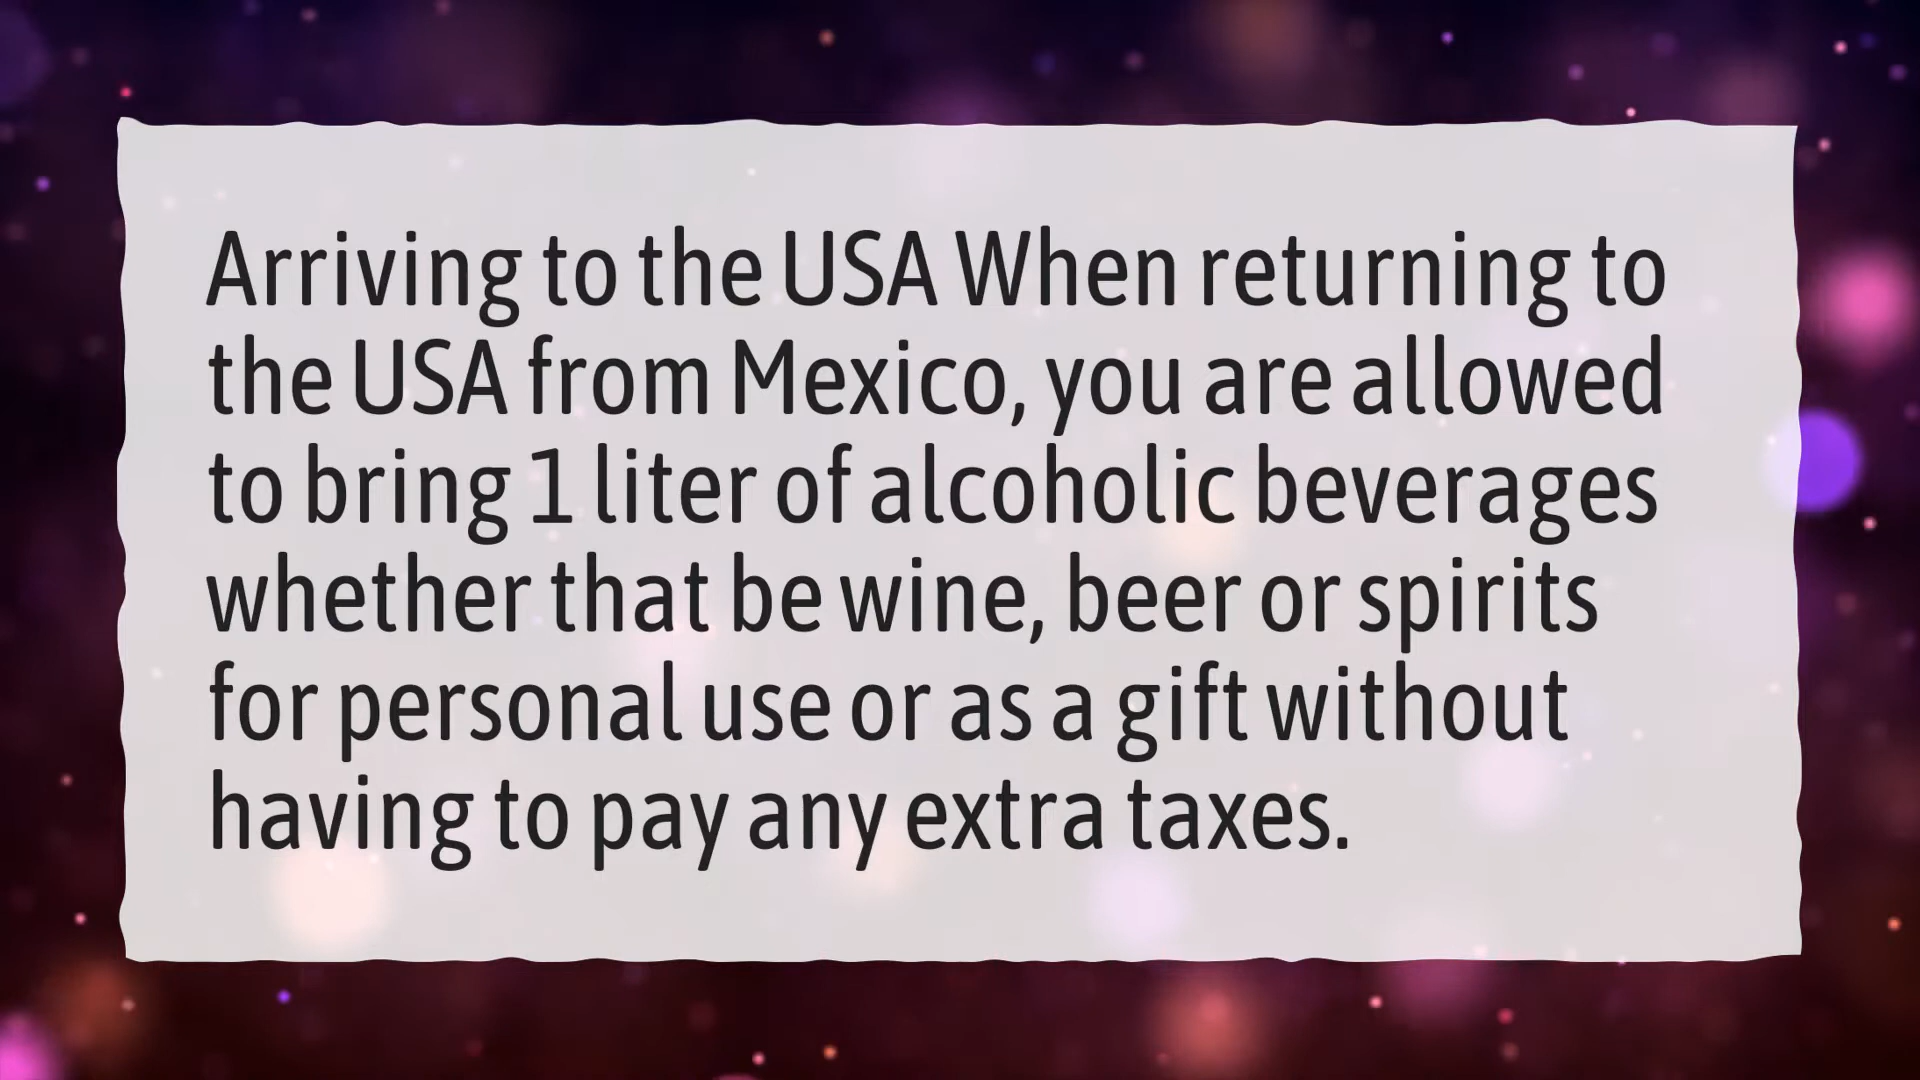 Arriving to the USA When returning to
the USA from Mexico, you are allowed
to bring 1 liter of alcoholic beverages
whether that be wine, beer or spirits
for personal use or as a gift without
having to pay any extra taxes.